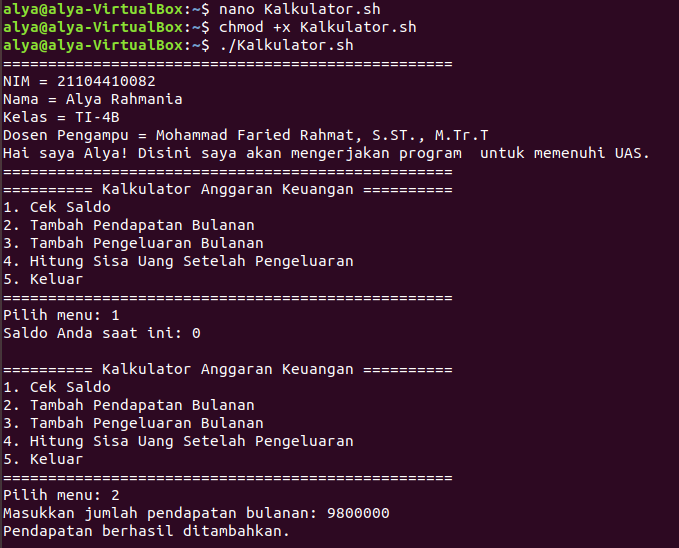 alya@alya-VirtualBox:~$ nano Kalkulator.sh
alya@alya-VirtualBox:~$ chmod +x Kalkulator.sh
alya@alya-VirtualBox:~$ ./Kalkulator.sh
==================================================
NIM = 21104410082
Nama = Alya Rahmania
Kelas = TI-4B
Dosen Pengampu = Mohammad Faried Rahmat, S.ST., M.Tr.T
Hai saya Alya! Disini saya akan mengerjakan program  untuk memenuhi UAS.
==================================================
========== Kalkulator Anggaran Keuangan ==========
1. Cek Saldo
2. Tambah Pendapatan Bulanan
3. Tambah Pengeluaran Bulanan
4. Hitung Sisa Uang Setelah Pengeluaran
5. Keluar
==================================================
Pilih menu: 1
Saldo Anda saat ini: 0

========== Kalkulator Anggaran Keuangan ==========
1. Cek Saldo
2. Tambah Pendapatan Bulanan
3. Tambah Pengeluaran Bulanan
4. Hitung Sisa Uang Setelah Pengeluaran
5. Keluar
==================================================
Pilih menu: 2
Masukkan jumlah pendapatan bulanan: 9800000
Pendapatan berhasil ditambahkan.